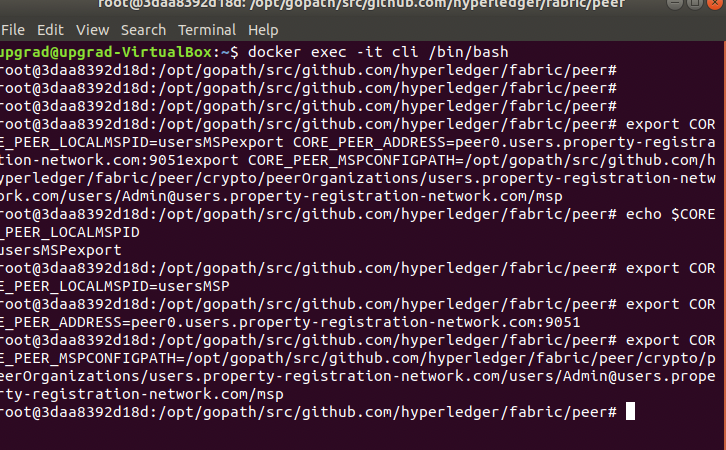 root@3daa8392d18d: /opt/gopath/src/github.com/hyperledger/fabric/peer
File Edit View Search Terminal Help
upgrad@upgrad-VirtualBox:~$ docker exec -it cli /bin/bash
root@3daa8392d18d:/opt/gopath/src/github.com/hyperledger/fabric/peer#
root@3daa8392d18d:/opt/gopath/src/github.com/hyperledger/fabric/peer#
root@3daa8392d18d:/opt/gopath/src/github.com/hyperledger/fabric/peer#
root@3daa8392d18d:/opt/gopath/src/github.com/hyperledger/fabric/peer# export COR
E_PEER_LOCALMSPID=usersMSPexport CORE_PEER_ADDRESS=peer0.users.property-registra
tion-network.com:9051export CORE_PEER_MSPCONFIGPATH=/opt/gopath/src/github.com/h
yperledger/fabric/peer/crypto/peerOrganizations/users.property-registration-netw
ork.com/users/Admin@users.property-registration-network.com/msp
root@3daa8392d18d:/opt/gopath/src/github.com/hyperledger/fabric/peer# echo $CORE
_PEER_LOCALMSPID
usersMSPexport
root@3daa8392d18d:/opt/gopath/src/github.com/hyperledger/fabric/peer# export COR
E_PEER_LOCALMSPID=usersMSP
root@3daa8392d18d:/opt/gopath/src/github.com/hyperledger/fabric/peer# export COR
E_PEER_ADDRESS=peer0.users.property-registration-network.com:9051
root@3daa8392d18d:/opt/gopath/src/github.com/hyperledger/fabric/peer# export COR
E_PEER_MSPCONFIGPATH=/opt/gopath/src/github.com/hyperledger/fabric/peer/crypto/p
eerOrganizations/users.property-registration-network.com/users/Admin@users.prope
rty-registration-network.com/msp
root@3daa8392d18d:/opt/gopath/src/github.com/hyperledger/fabric/peer#